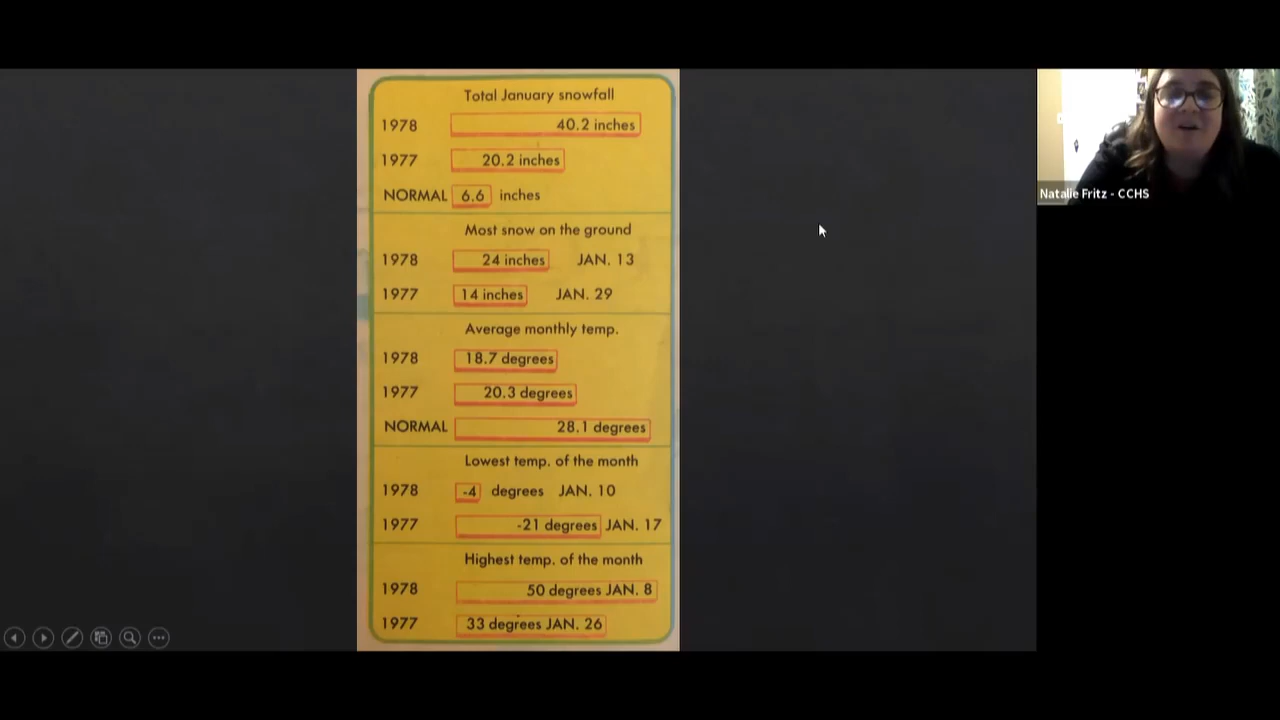 Total January snowfall
1978 40.2 inches
1977 20.2 inches
NORMAL 6.6 inches
Most snow on the ground
1978 24 inches JAN. 13
1977 14 inches JAN. 29
Average monthly temp.
1978 18.7 degrees
1977 20.3 degrees
NORMAL 28.1 degrees
Lowest temp. of the month
1978 -4 degrees JAN. 10
1977 -21 degrees JAN. 17
Highest temp. of the month
1978 50 degrees JAN. 8
1977 33 degrees JAN. 26
Natalie Fritz - CCHS